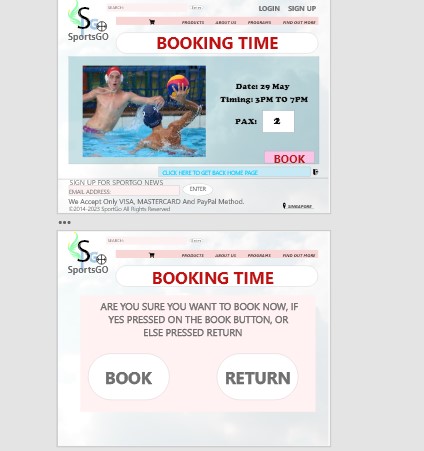 SEARCH:
Enter
LOGIN
SIGN UP
SGO
SportsGO
PRODUCTS
ABOUT US
PROGRAMS
FIND OUT MORE
BOOKING TIME
Date: 29 May
Timing: 3PM TO 7PM
PAX: 2
BOOK
CLICK HERE TO GET BACK HOME PAGE
SIGN UP FOR SPORTGO NEWS
EMAIL ADDRESS:
ENTER
We Accept Only VISA, MASTERCARD And PayPal Method.
©2014-2023 SportGo All Rights Reserved
SINGAPORE
SEARCH:
Enter
SGO
SportsGO
PRODUCTS
ABOUT US
PROGRAMS
FIND OUT MORE
BOOKING TIME
ARE YOU SURE YOU WANT TO BOOK NOW, IF
YES PRESSED ON THE BOOK BUTTON, OR
ELSE PRESSED RETURN
BOOK
RETURN